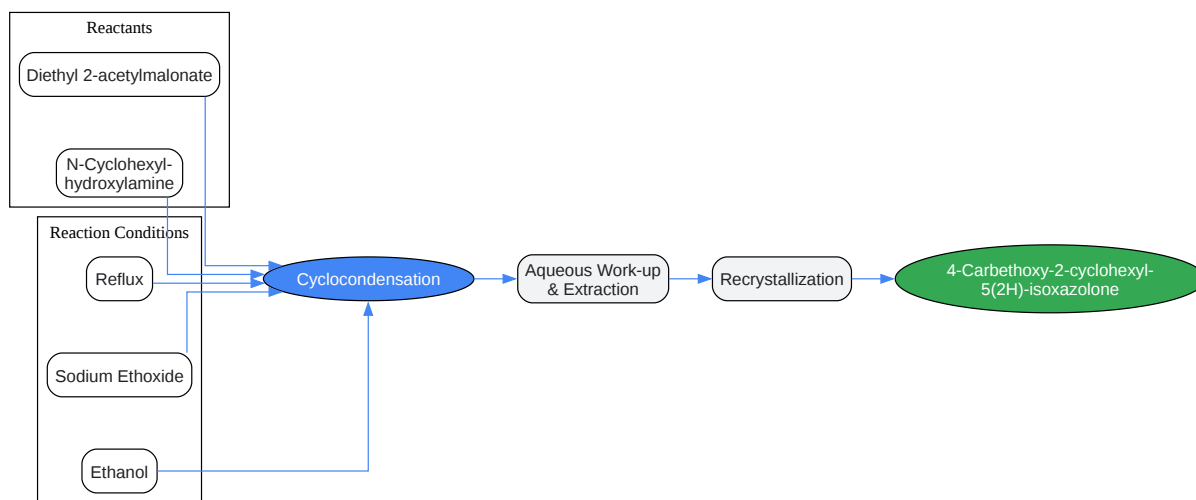 Reactants
Diethyl 2-acetylmalonate
N-Cyclohexyl-
hydroxylamine
Reaction Conditions
Reflux
Sodium Ethoxide
Ethanol
Cyclocondensation
Aqueous Work-up
& Extraction
Recrystallization
4-Carbethoxy-2-cyclohexyl-
5(2H)-isoxazolone